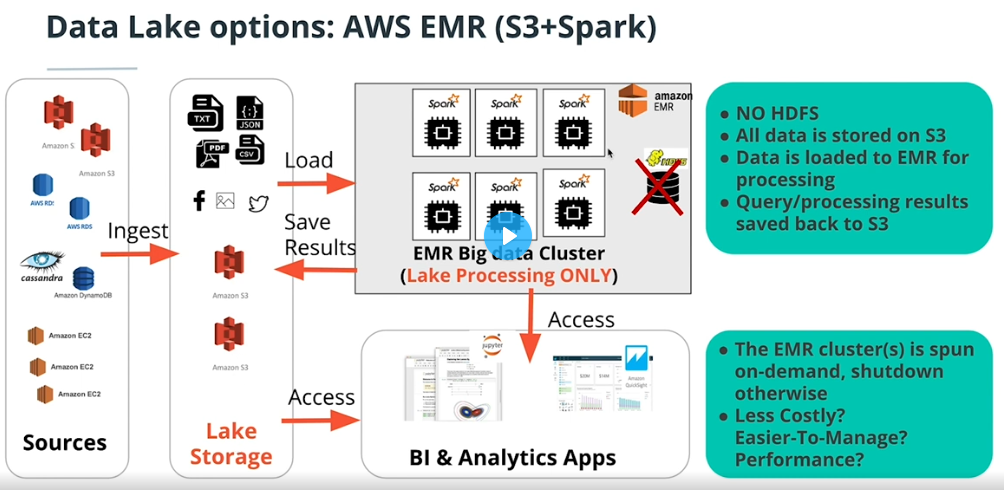 Data Lake options: AWS EMR (S3+Spark)
Amazon S
Amazon S3
AWS RD
AWS RDS
cassandra
Amazon DynamoDB
Amazon EC2
Amazon EC2
Amazon EC2
Sources
Ingest
TXT
{;}
JSON
PDF
CSV
Amazon S3
Amazon S3
Lake
Storage
Load
Save
Results
Access
Spark
Spark
Spark
Spark
Spark
Spark
EMR Big data Cluster
(Lake Processing ONLY)
amazon
EMR
Access
jupyter
Amazon
QuickSight
BI & Analytics Apps
• NO HDFS
• All data is stored on S3
• Data is loaded to EMR for
processing
• Query/processing results
saved back to S3
• The EMR cluster(s) is spun
on-demand, shutdown
otherwise
• Less Costly?
Easier-To-Manage?
Performance?